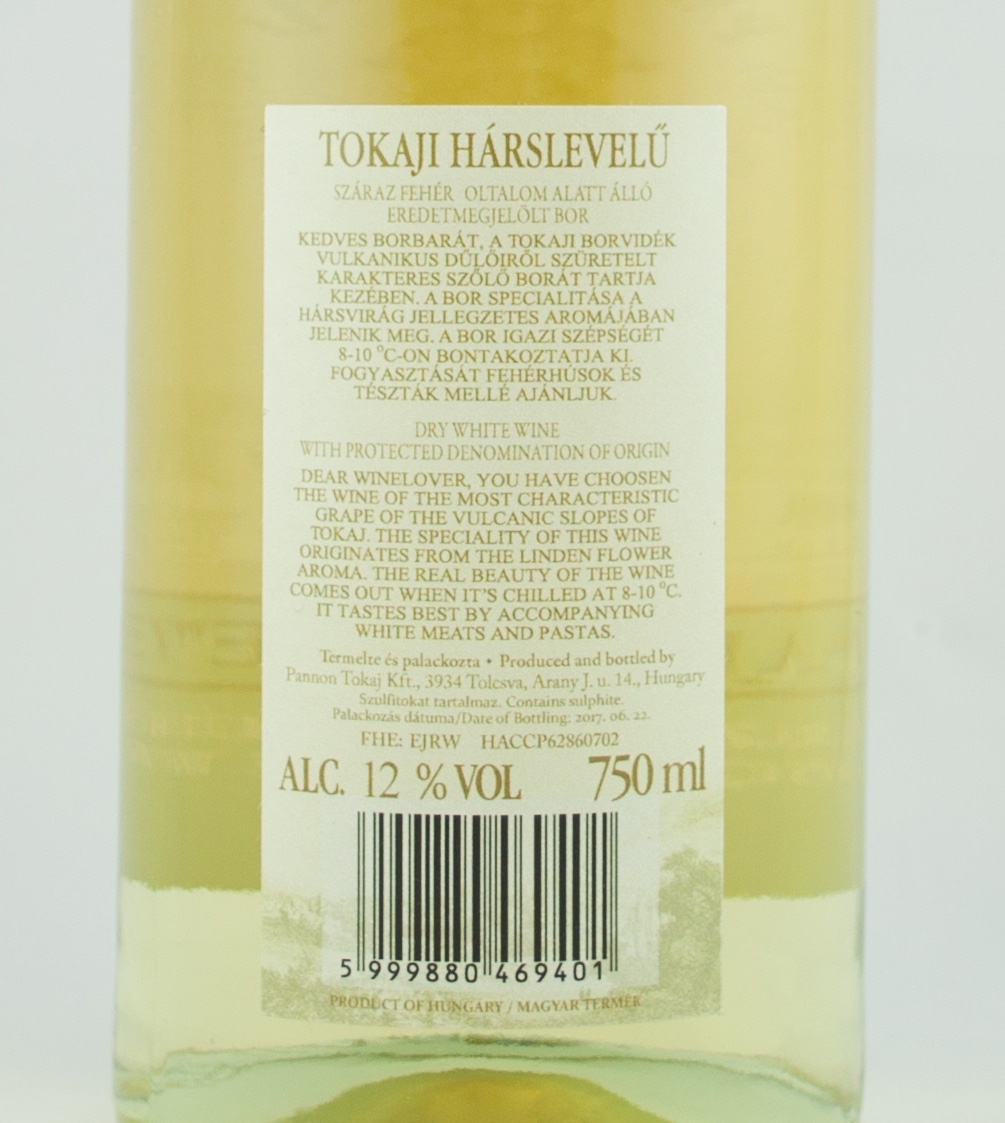 TOKAJI HÁRSLEVELŰ
SZÁRAZ FEHÉR OLTALOM ALATT ÁLLÓ
EREDETMEGJELÖLT BOR
KEDVES BORBARÁT, A TOKAJI BORVIDÉK
VULKANIKUS DŰLŐIRŐL SZÜRETELT
KARAKTERES SZŐLŐ BORÁT TARTJA
KEZÉBEN. A BOR SPECIALITÁSA A
HÁRSVIRÁG JELLEGZETES AROMÁJÁBAN
JELENIK MEG. A BOR IGAZI SZÉPSÉGÉT
8-10 °C-ON BONTAKOZTATJA KI.
FOGYASZTÁSÁT FEHÉRHÚSOK ÉS
TÉSZTÁK MELLÉ AJÁNLJUK.
DRY WHITE WINE
WITH PROTECTED DENOMINATION OF ORIGIN
DEAR WINELOVER, YOU HAVE CHOOSEN
THE WINE OF THE MOST CHARACTERISTIC
GRAPE OF THE VULCANIC SLOPES OF
TOKAJ. THE SPECIALITY OF THIS WINE
ORIGINATES FROM THE LINDEN FLOWER
AROMA. THE REAL BEAUTY OF THE WINE
COMES OUT WHEN IT'S CHILLED AT 8-10 °C.
IT TASTES BEST BY ACCOMPANYING
WHITE MEATS AND PASTAS.
Termelte és palackozta • Produced and bottled by
Pannon Tokaj Kft., 3934 Tolcsva, Arany J. u. 14., Hungary
Szulfitokat tartalmaz. Contains sulphite.
Palackozás dátuma/Date of Bottling: 2017. 06. 22.
FHE: EJRW HACCP62860702
ALC. 12 % VOL 750 ml
5 999880 469401
PRODUCT OF HUNGARY / MAGYAR TERMÉK